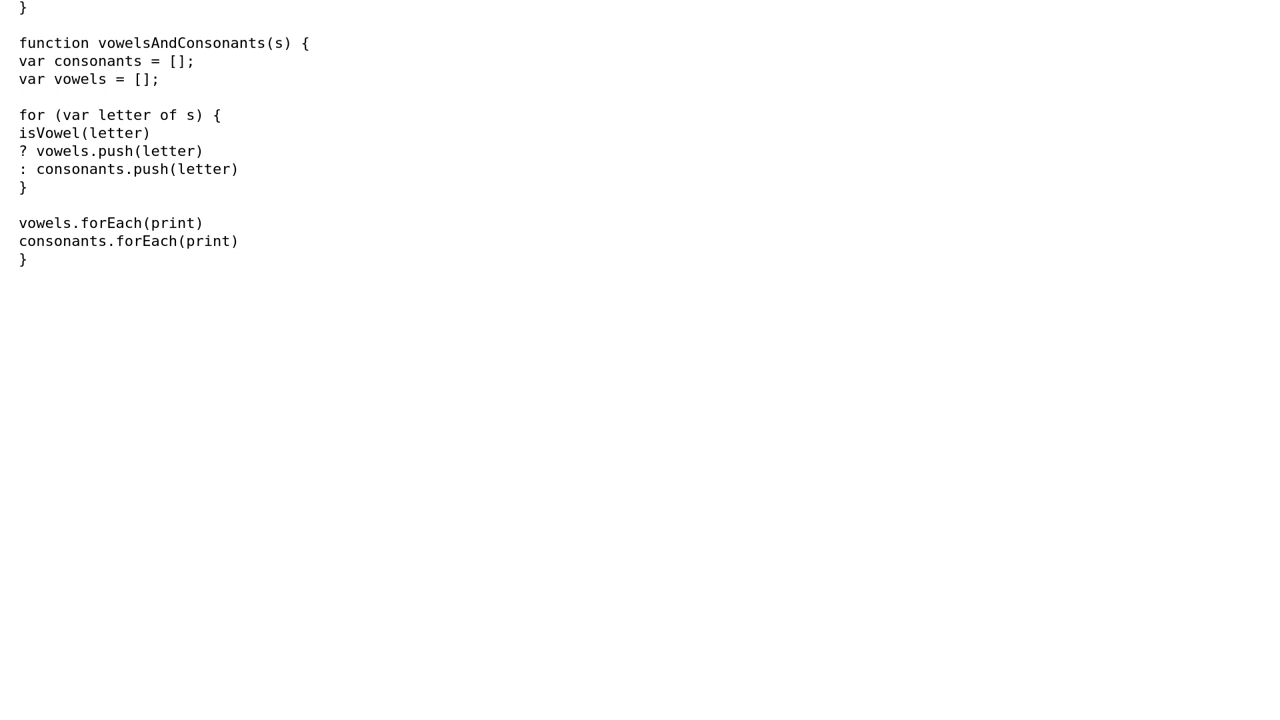 }

function vowelsAndConsonants(s) {
var consonants = [];
var vowels = [];

for (var letter of s) {
isVowel(letter)
? vowels.push(letter)
: consonants.push(letter)
}

vowels.forEach(print)
consonants.forEach(print)
}